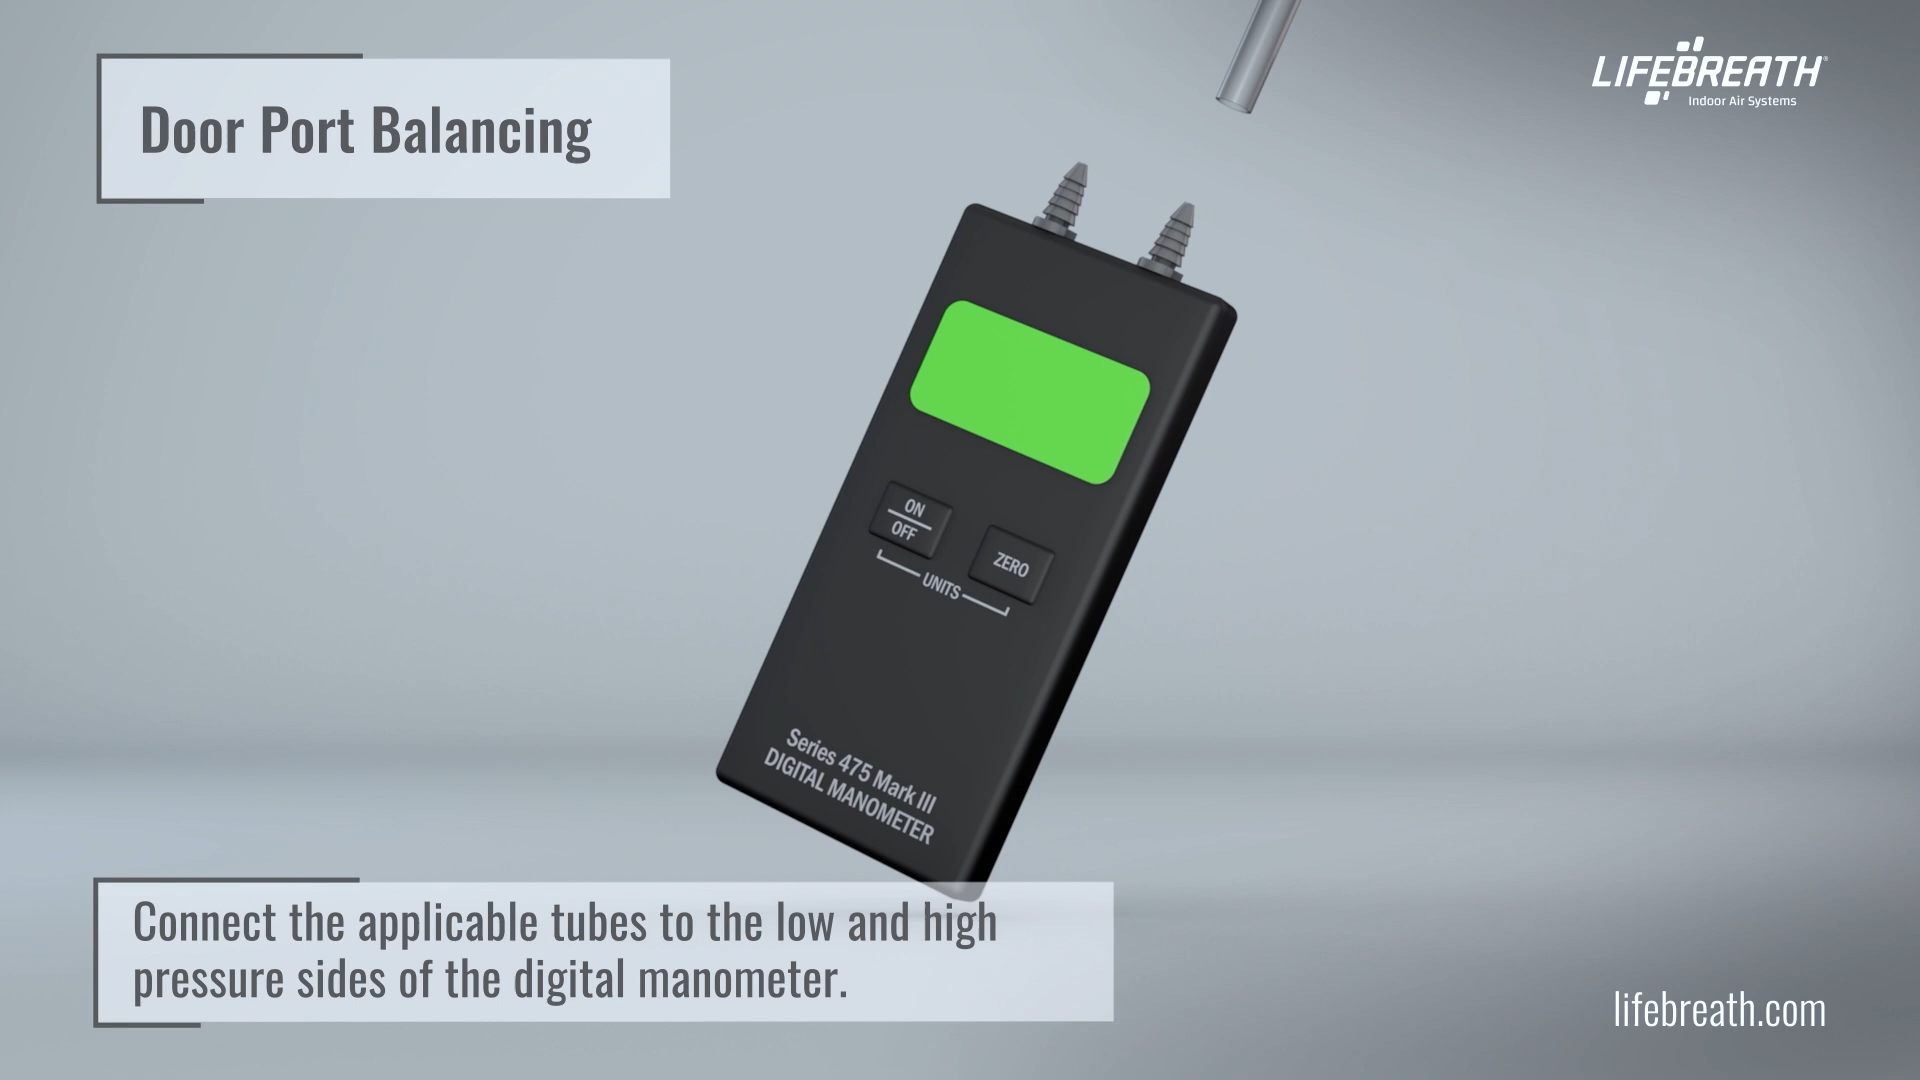 Door Port Balancing
LIFEBREATH®
Indoor Air Systems
ON
OFF
ZERO
UNITS
Series 475 Mark III
DIGITAL MANOMETER
Connect the applicable tubes to the low and high
pressure sides of the digital manometer.
lifebreath.com